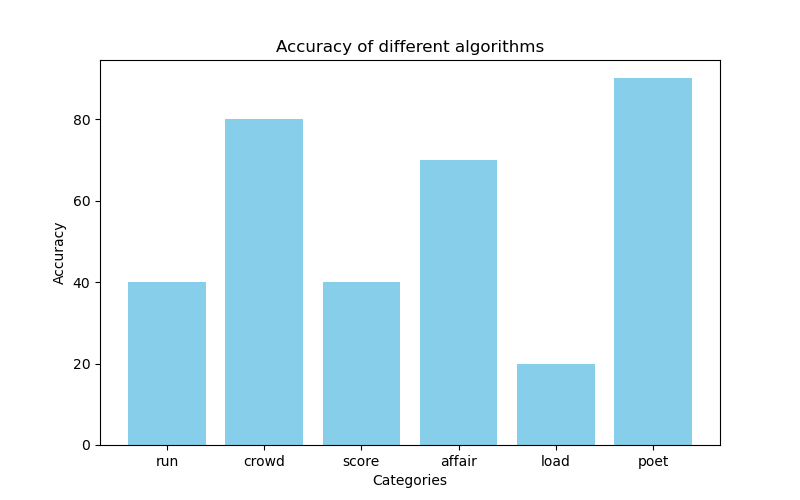 Accuracy of different algorithms
Accuracy
80
60
40
20
0
run crowd score affair load poet
Categories